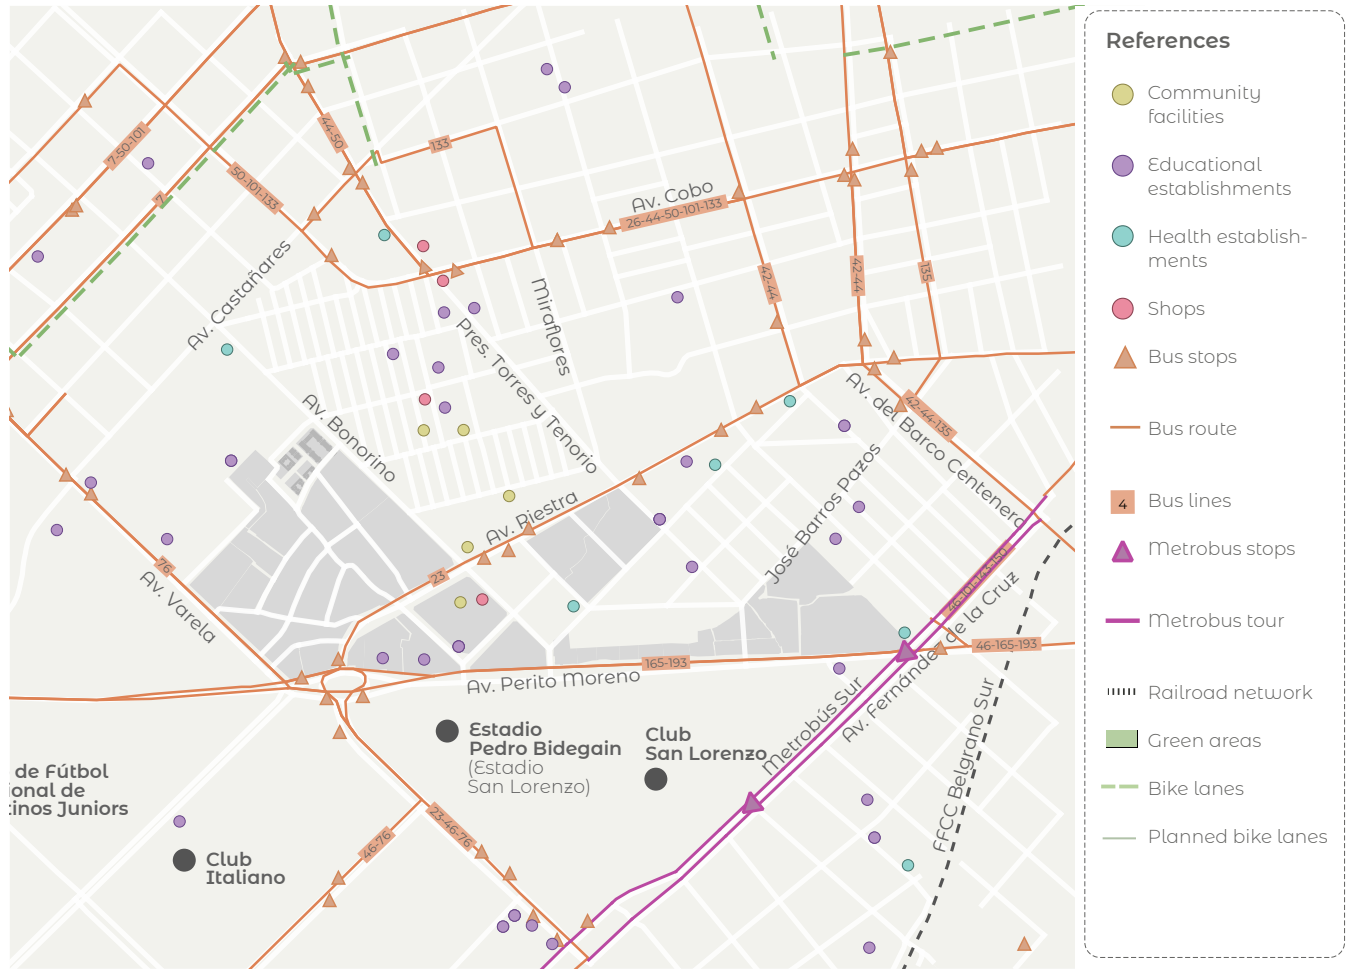 7-50-101
44-50
133
50-101-133
7
Av. Cobo
26-44-50-101-133
Av. Castañares
Miraflores
42-44
42-44
135
Pres. Torres y Tenorio
Av. Bonorino
Av. del Barco Centenera
42-44-135
José Barros Pazos
Av. Riestra
23
76
Av. Varela
Av. Fernández de la Cruz
46-165-193
165-193
Av. Perito Moreno
Metrobús Sur
FFCC Belgrano Sur
Estadio
Pedro Bidegain
(Estadio
San Lorenzo)
Club
San Lorenzo
de Fútbol
ional de
tinos Juniors
Club
Italiano
46-76
23-46-76
References
Community
facilities
Educational
establishments
Health establish-
ments
Shops
Bus stops
Bus route
4 Bus lines
Metrobus stops
Metrobus tour
Railroad network
Green areas
Bike lanes
Planned bike lanes